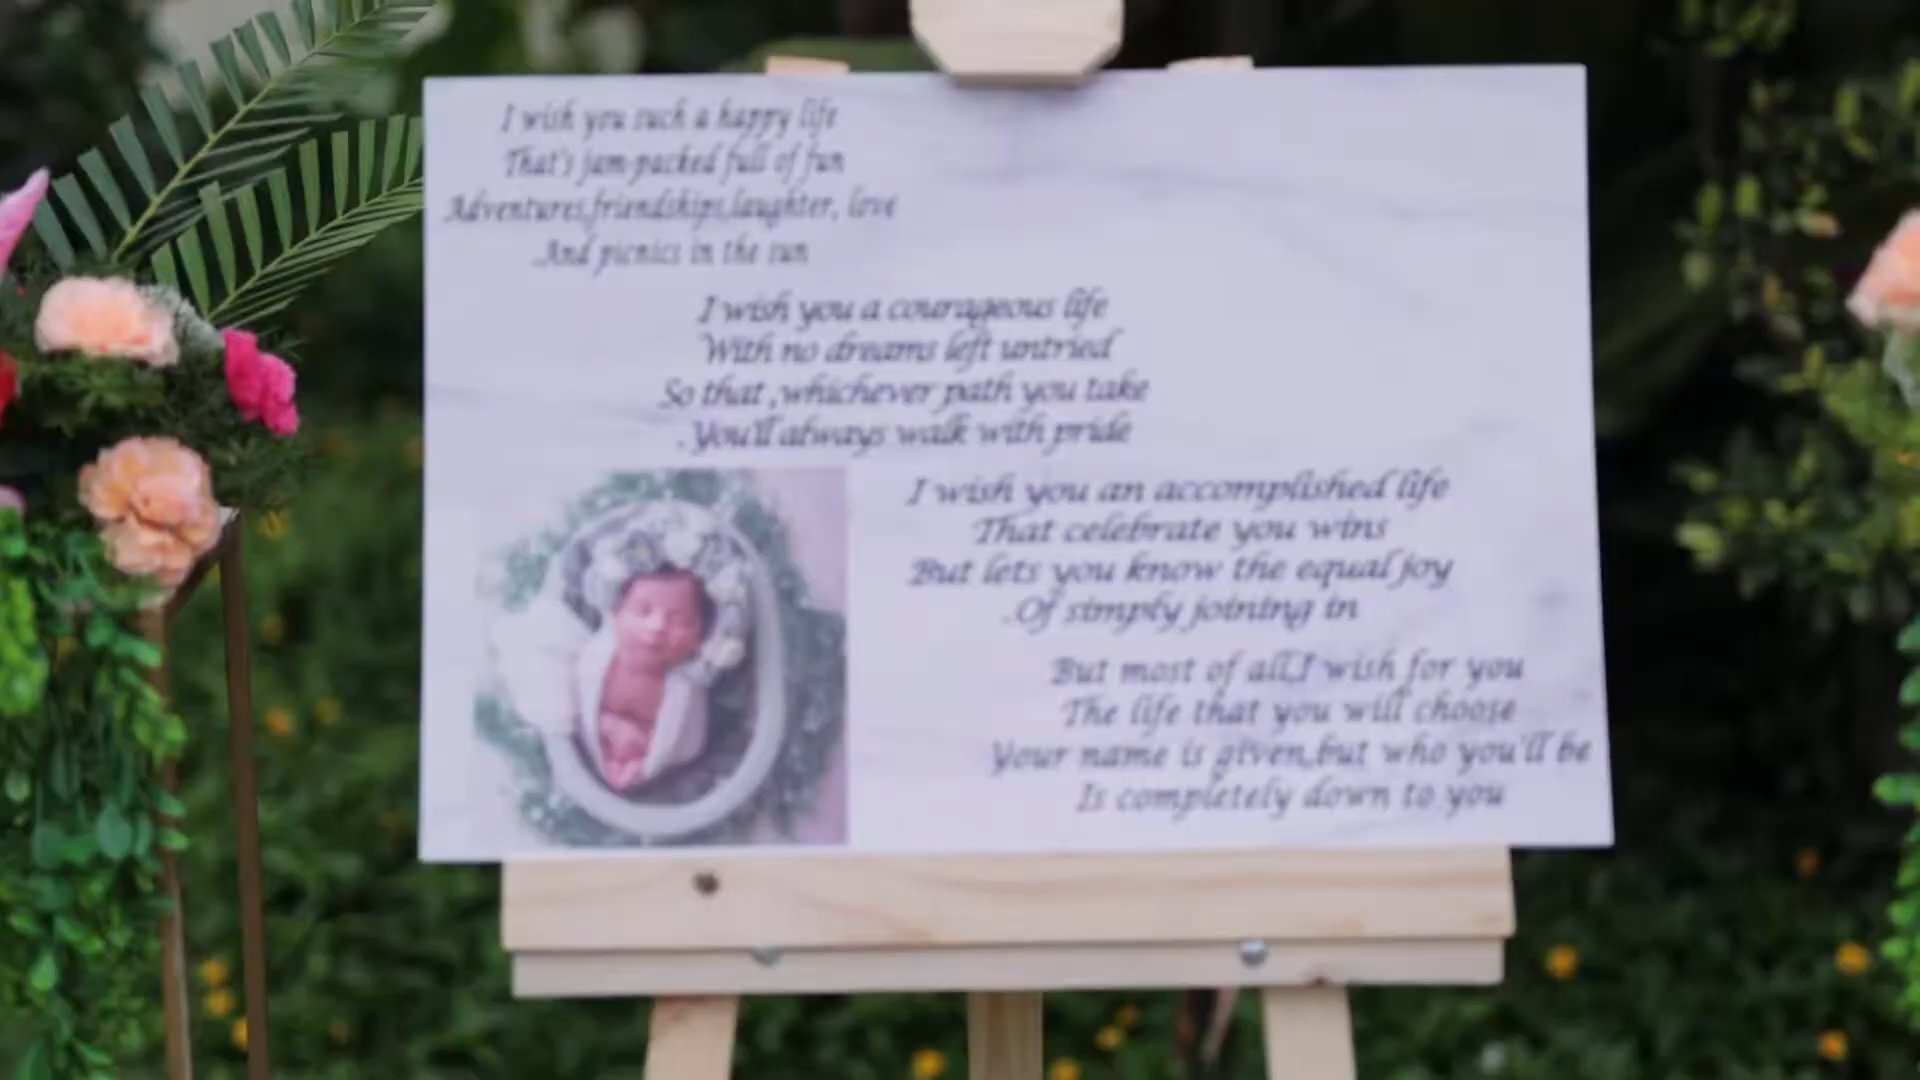 I wish you such a happy life
That's jam-packed full of fun
Adventures,friendships,laughter, love
.And picnics in the sun
I wish you a courageous life
With no dreams left untried
So that ,whichever path you take
.You'll always walk with pride
I wish you an accomplished life
That celebrate you wins
But lets you know the equal joy
.Of simply joining in
But most of all,I wish for you
The life that you will choose
Your name is given,but who you'll be
Is completely down to you